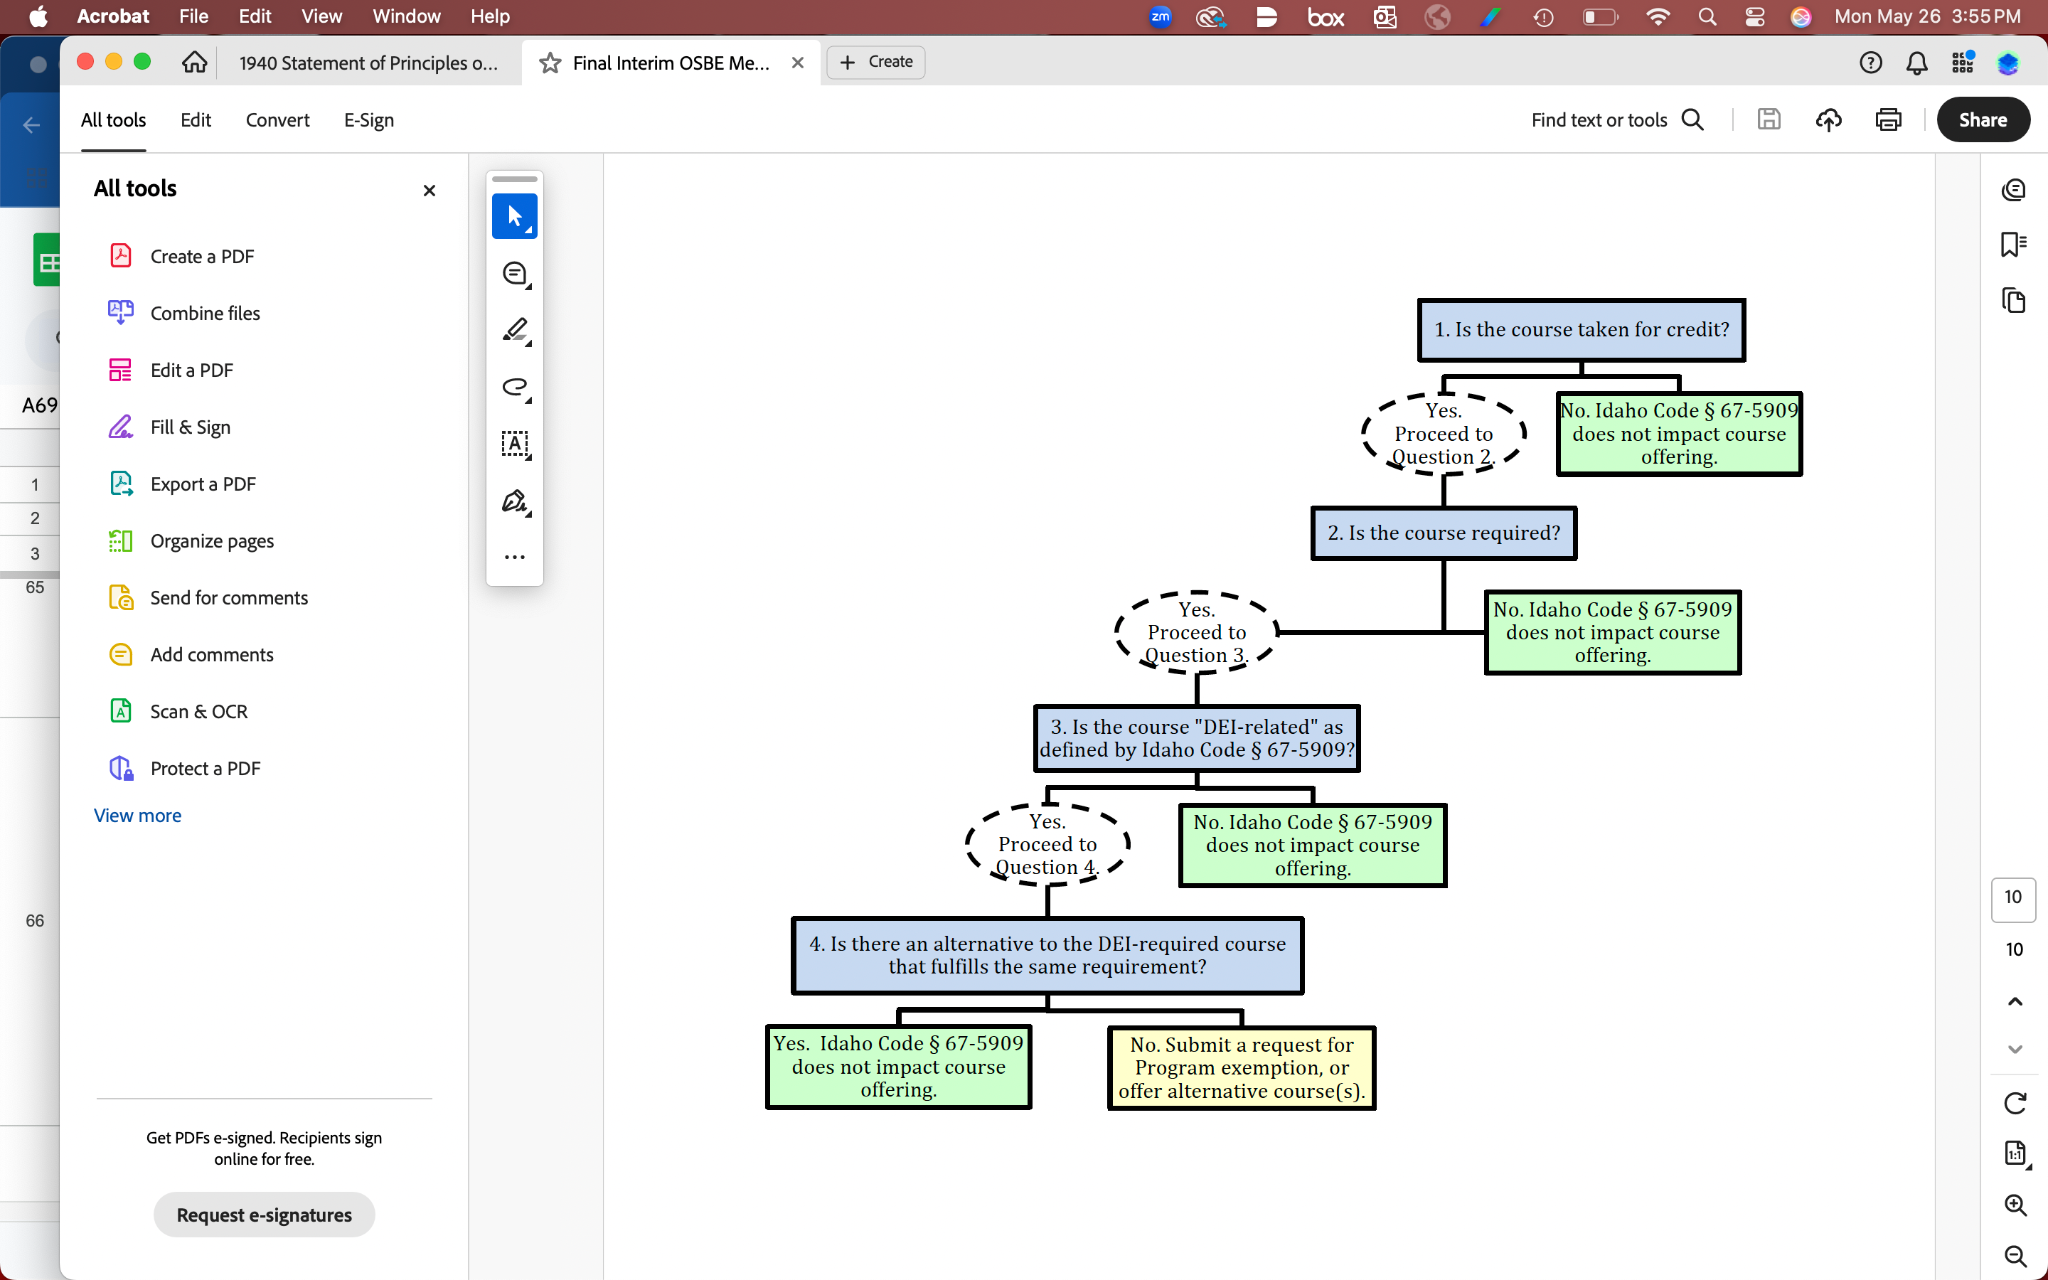 Acrobat File Edit View Window Help
zm box Mon May 26 3:55 PM
1940 Statement of Principles o...
Final Interim OSBE Me...
Create
All tools Edit Convert E-Sign
Find text or tools
Share
All tools
Create a PDF
Combine files
Edit a PDF
Fill & Sign
Export a PDF
Organize pages
Send for comments
Add comments
Scan & OCR
Protect a PDF
View more
Get PDFs e-signed. Recipients sign
online for free.
Request e-signatures
A69
1
2
3
65
66
1. Is the course taken for credit?
Yes.
Proceed to
Question 2.
No. Idaho Code § 67-5909
does not impact course
offering.
2. Is the course required?
Yes.
Proceed to
Question 3.
No. Idaho Code § 67-5909
does not impact course
offering.
3. Is the course "DEI-related" as
defined by Idaho Code § 67-5909?
Yes.
Proceed to
Question 4.
No. Idaho Code § 67-5909
does not impact course
offering.
4. Is there an alternative to the DEI-required course
that fulfills the same requirement?
Yes.  Idaho Code § 67-5909
does not impact course
offering.
No. Submit a request for
Program exemption, or
offer alternative course(s).
10
10
1:1